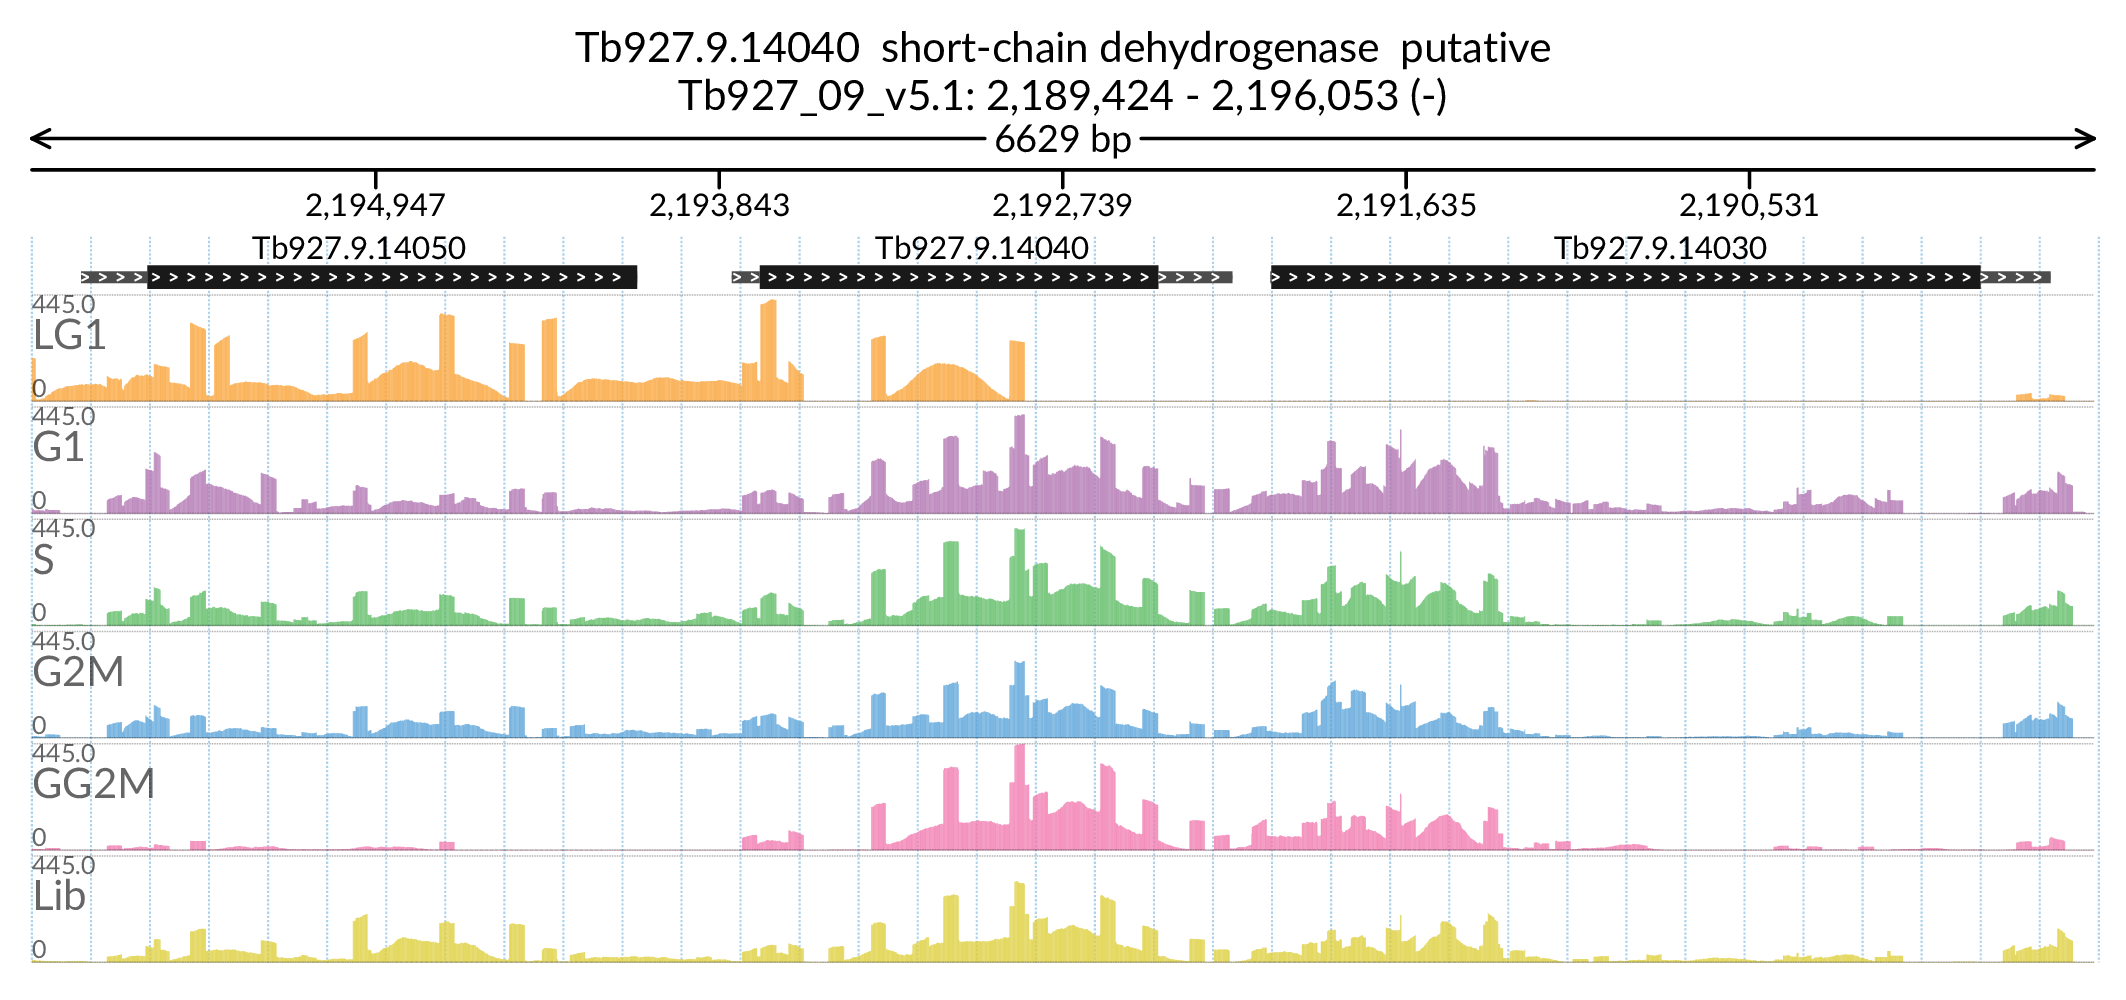 Tb927.9.14040  short-chain dehydrogenase  putative
Tb927_09_v5.1: 2,189,424 - 2,196,053 (-)
6629 bp
2,194,947 2,193,843 2,192,739 2,191,635 2,190,531
Tb927.9.14050 Tb927.9.14040 Tb927.9.14030
445.0
LG1
0
445.0
G1
0
445.0
S
0
445.0
G2M
0
445.0
GG2M
0
445.0
Lib
0